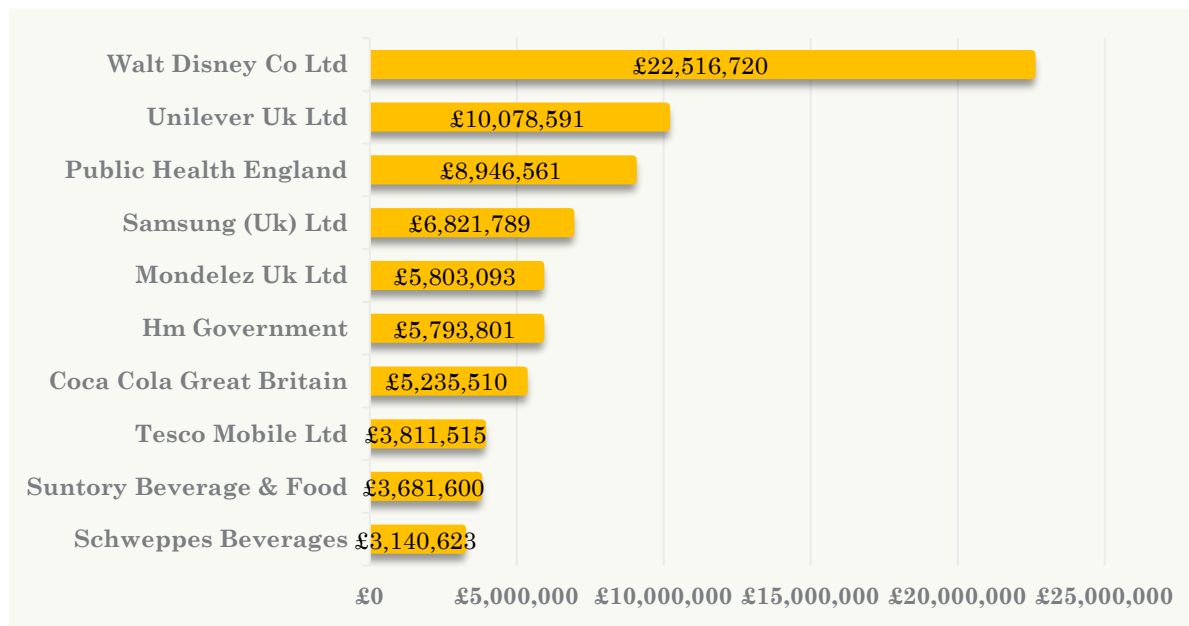 Walt Disney Co Ltd £22,516,720
Unilever Uk Ltd £10,078,591
Public Health England £8,946,561
Samsung (Uk) Ltd £6,821,789
Mondelez Uk Ltd £5,803,093
Hm Government £5,793,801
Coca Cola Great Britain £5,235,510
Tesco Mobile Ltd £3,811,515
Suntory Beverage & Food £3,681,600
Schweppes Beverages £3,140,623
£0 £5,000,000 £10,000,000 £15,000,000 £20,000,000 £25,000,000